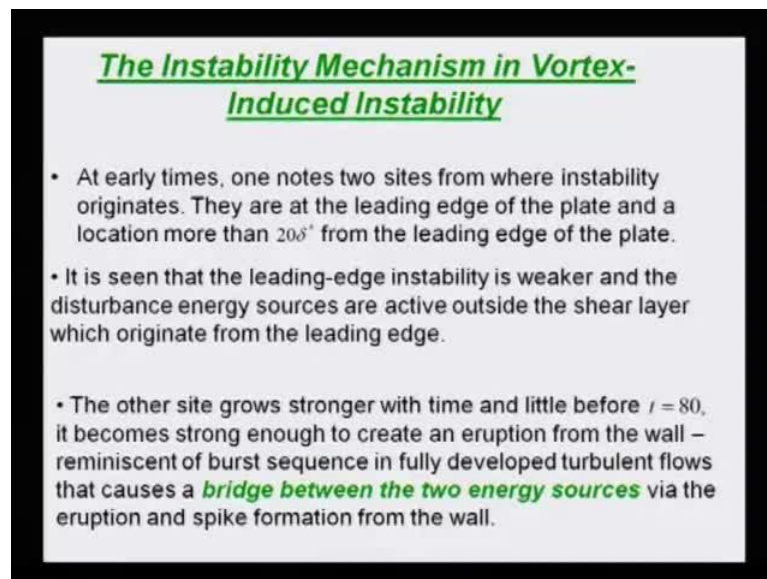 The Instability Mechanism in Vortex-
Induced Instability
• At early times, one notes two sites from where instability
originates. They are at the leading edge of the plate and a
location more than 20δ* from the leading edge of the plate.
• It is seen that the leading-edge instability is weaker and the
disturbance energy sources are active outside the shear layer
which originate from the leading edge.
• The other site grows stronger with time and little before t = 80,
it becomes strong enough to create an eruption from the wall –
reminiscent of burst sequence in fully developed turbulent flows
that causes a bridge between the two energy sources via the
eruption and spike formation from the wall.